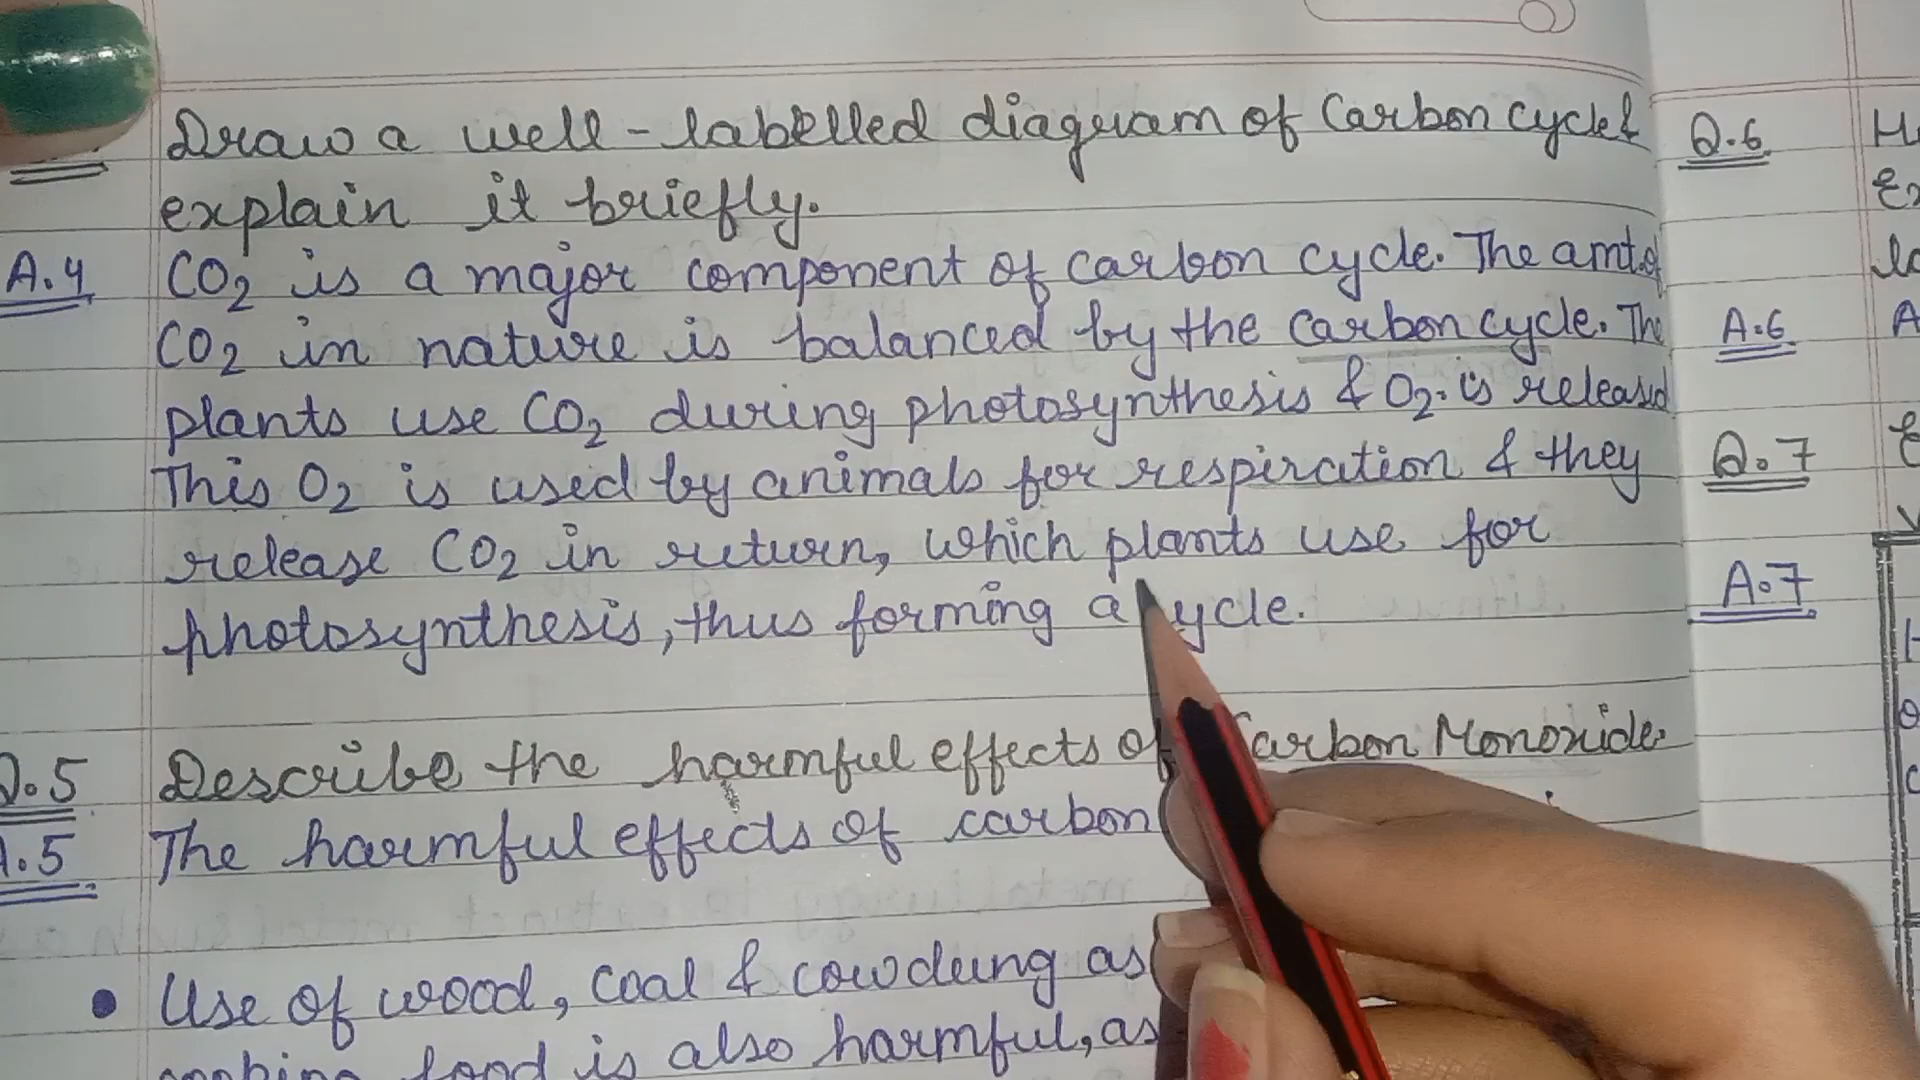 Draw a well-labelled diagram of Carbon cycle &
explain it briefly.
A.4 CO2 is a major component of carbon cycle. The amt. of
CO2 in nature is balanced by the carbon cycle. The
plants use CO2 during photosynthesis & O2 is released
This O2 is used by animals for respiration & they
release CO2 in return, which plants use for
photosynthesis, thus forming a cycle.
Q.5 Describe the harmful effects of Carbon Monoxide.
A.5 The harmful effects of carbon
• Use of wood, coal & cowdung as
cooking food is also harmful, as
Q.6
A.6
Q.7
A.7